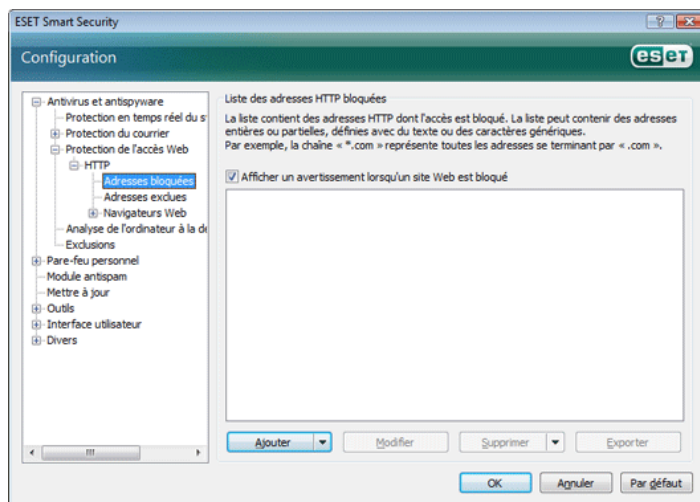 ESET Smart Security
Configuration
eset
Antivirus et antispyware
Protection en temps réel du s
Protection du courrier
Protection de l'accès Web
HTTP
Adresses bloquées
Adresses exclues
Navigateurs Web
Analyse de l'ordinateur à la de
Exclusions
Pare-feu personnel
Module antispam
Mettre à jour
Outils
Interface utilisateur
Divers
Liste des adresses HTTP bloquées
La liste contient des adresses HTTP dont l'accès est bloqué. La liste peut contenir des adresses
entières ou partielles, définies avec du texte ou des caractères génériques.
Par exemple, la chaîne « *.com » représente toutes les adresses se terminant par « .com ».
Afficher un avertissement lorsqu'un site Web est bloqué
Ajouter
Modifier
Supprimer
Exporter
OK
Annuler
Par défaut